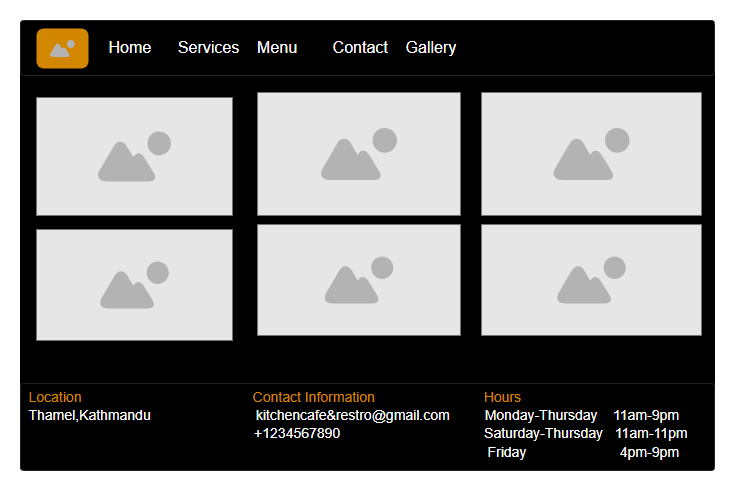 Home Services Menu Contact Gallery
Location
Thamel,Kathmandu
Contact Information
kitchencafe&restro@gmail.com
+1234567890
Hours
Monday-Thursday 11am-9pm
Saturday-Thursday 11am-11pm
Friday 4pm-9pm